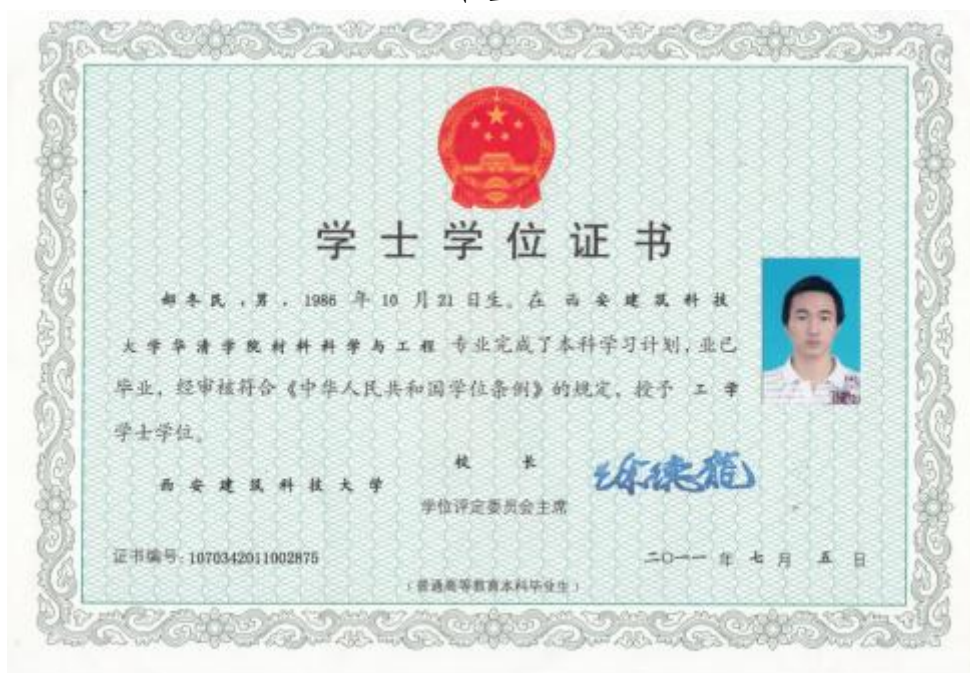 学士学位证书
郝冬民，男，1986 年 10 月 21 日生。在 西安建筑科技
大学华清学院材料科学与工程 专业完成了本科学习计划，业已
毕业，经审核符合《中华人民共和国学位条例》的规定，授予 工学
学士学位。
校 长
徐德龙
西安建筑科技大学
学位评定委员会主席
证书编号：1070342011002875
二〇一一 年 七 月 五 日
（普通高等教育本科毕业生）